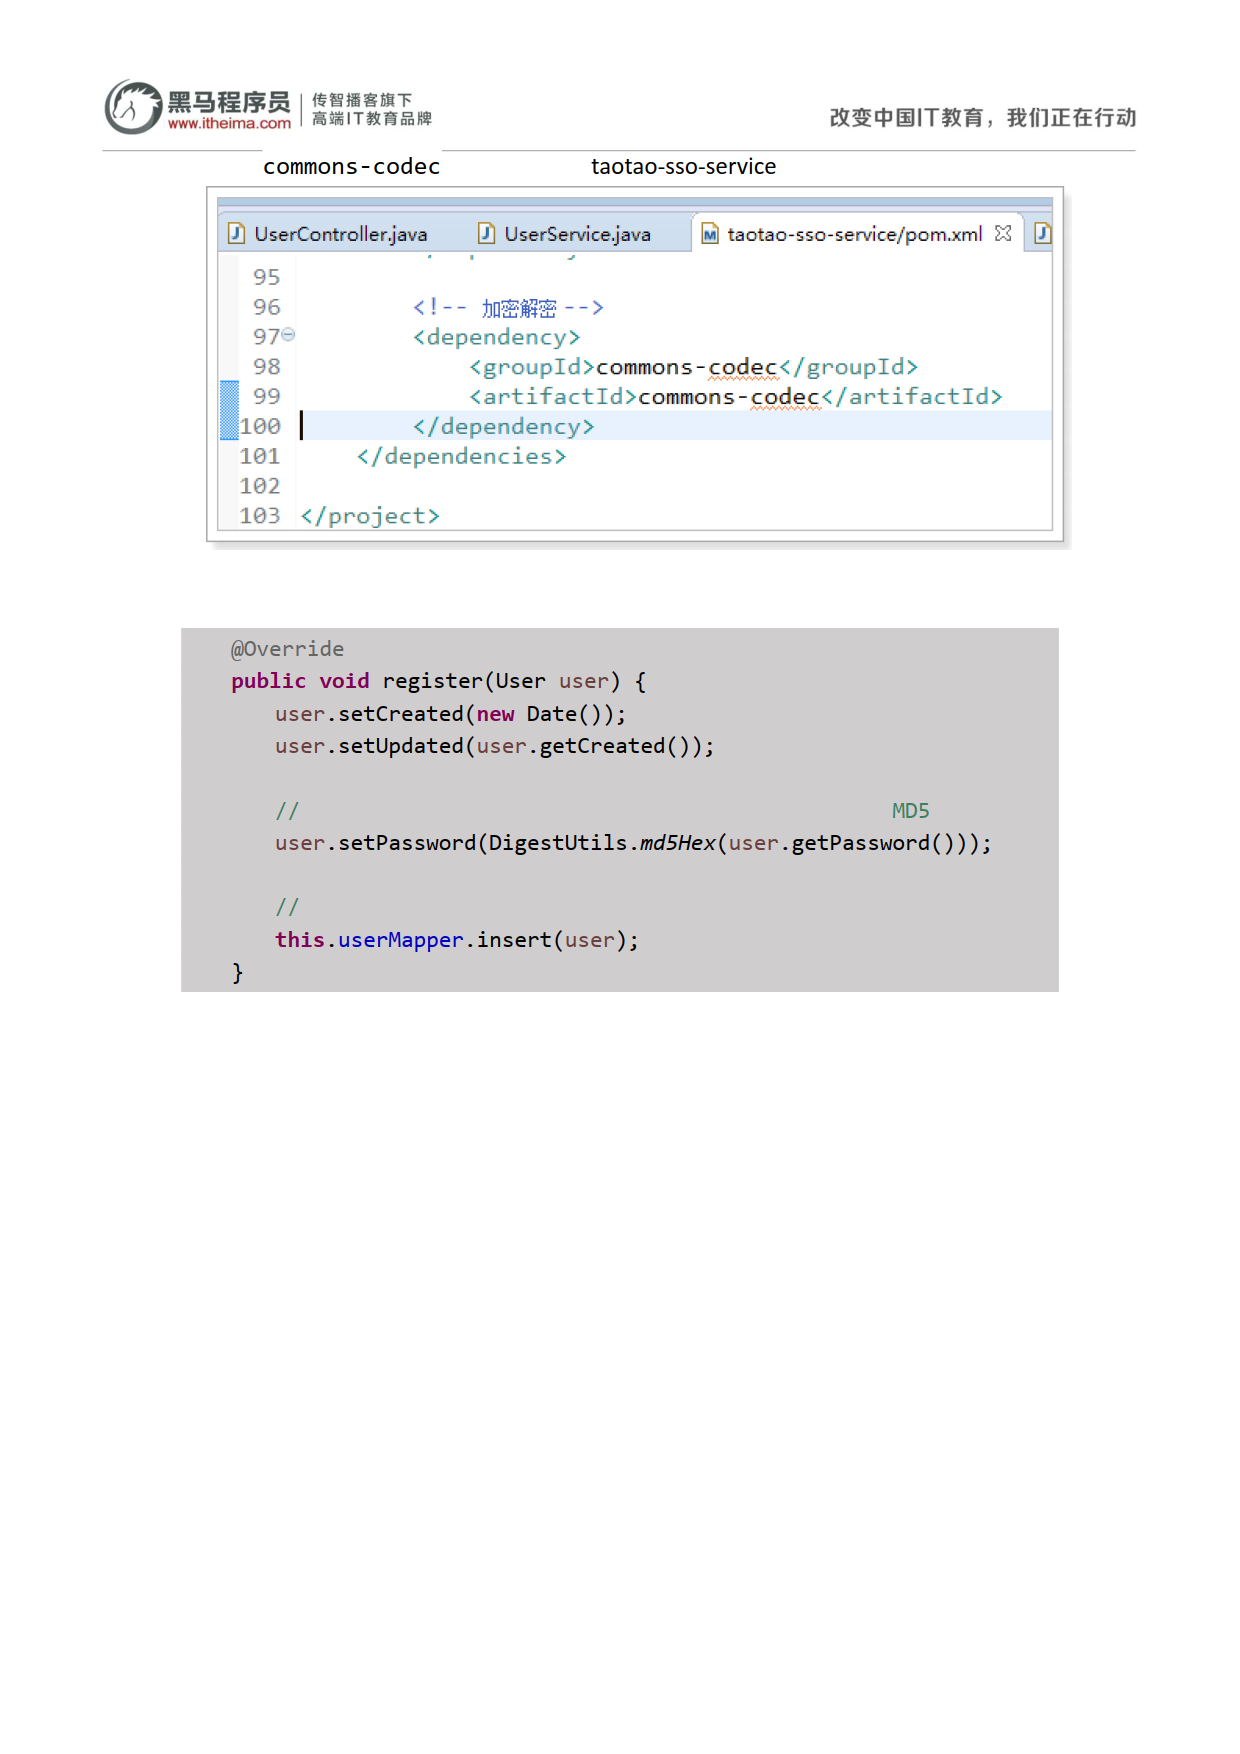 黑马程序员 传智播客旗下
www.itheima.com 高端IT教育品牌
改变中国IT教育，我们正在行动
commons-codec taotao-sso-service
UserController.java UserService.java taotao-sso-service/pom.xml
95
96 <!-- 加密解密 -->
97 <dependency>
98 <groupId>commons-codec</groupId>
99 <artifactId>commons-codec</artifactId>
100 </dependency>
101 </dependencies>
102
103 </project>
@Override
public void register(User user) {
user.setCreated(new Date());
user.setUpdated(user.getCreated());
// MD5
user.setPassword(DigestUtils.md5Hex(user.getPassword()));
//
this.userMapper.insert(user);
}